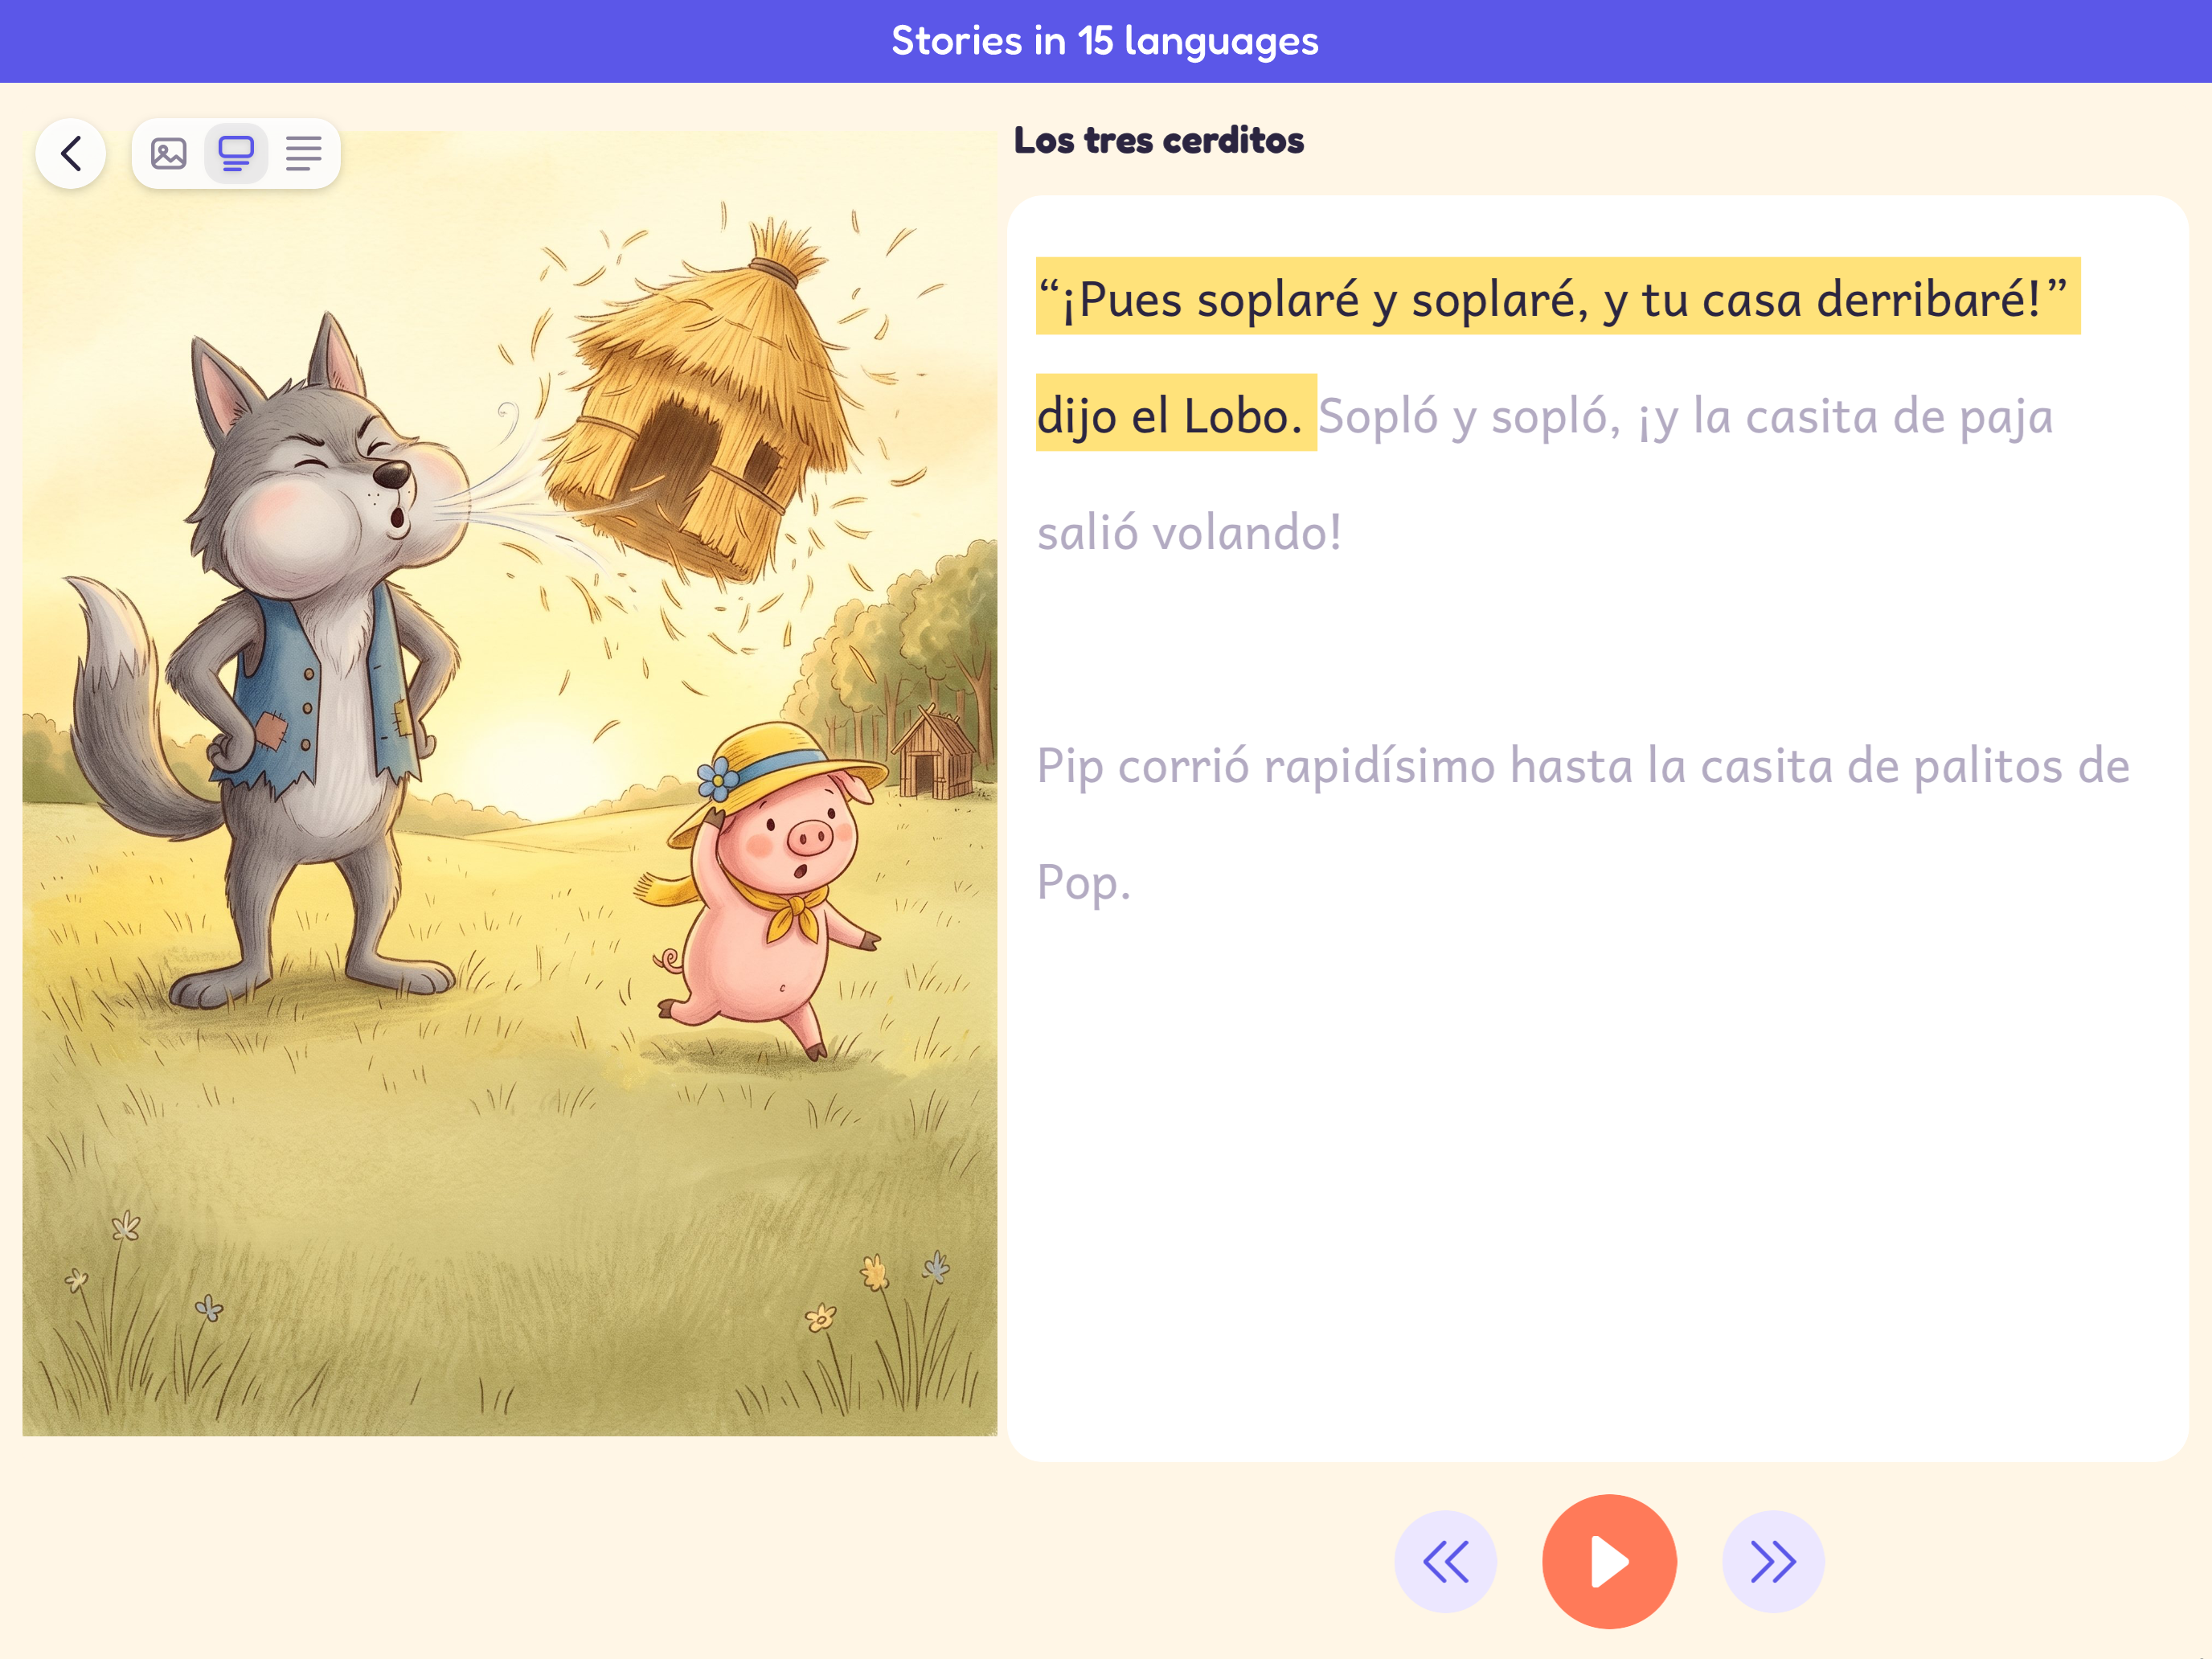 Stories in 15 languages
Los tres cerditos
“¡Pues soplaré y soplaré, y tu casa derribaré!”
dijo el Lobo. Sopló y sopló, ¡y la casita de paja
salió volando!
Pip corrió rapidísimo hasta la casita de palitos de
Pop.